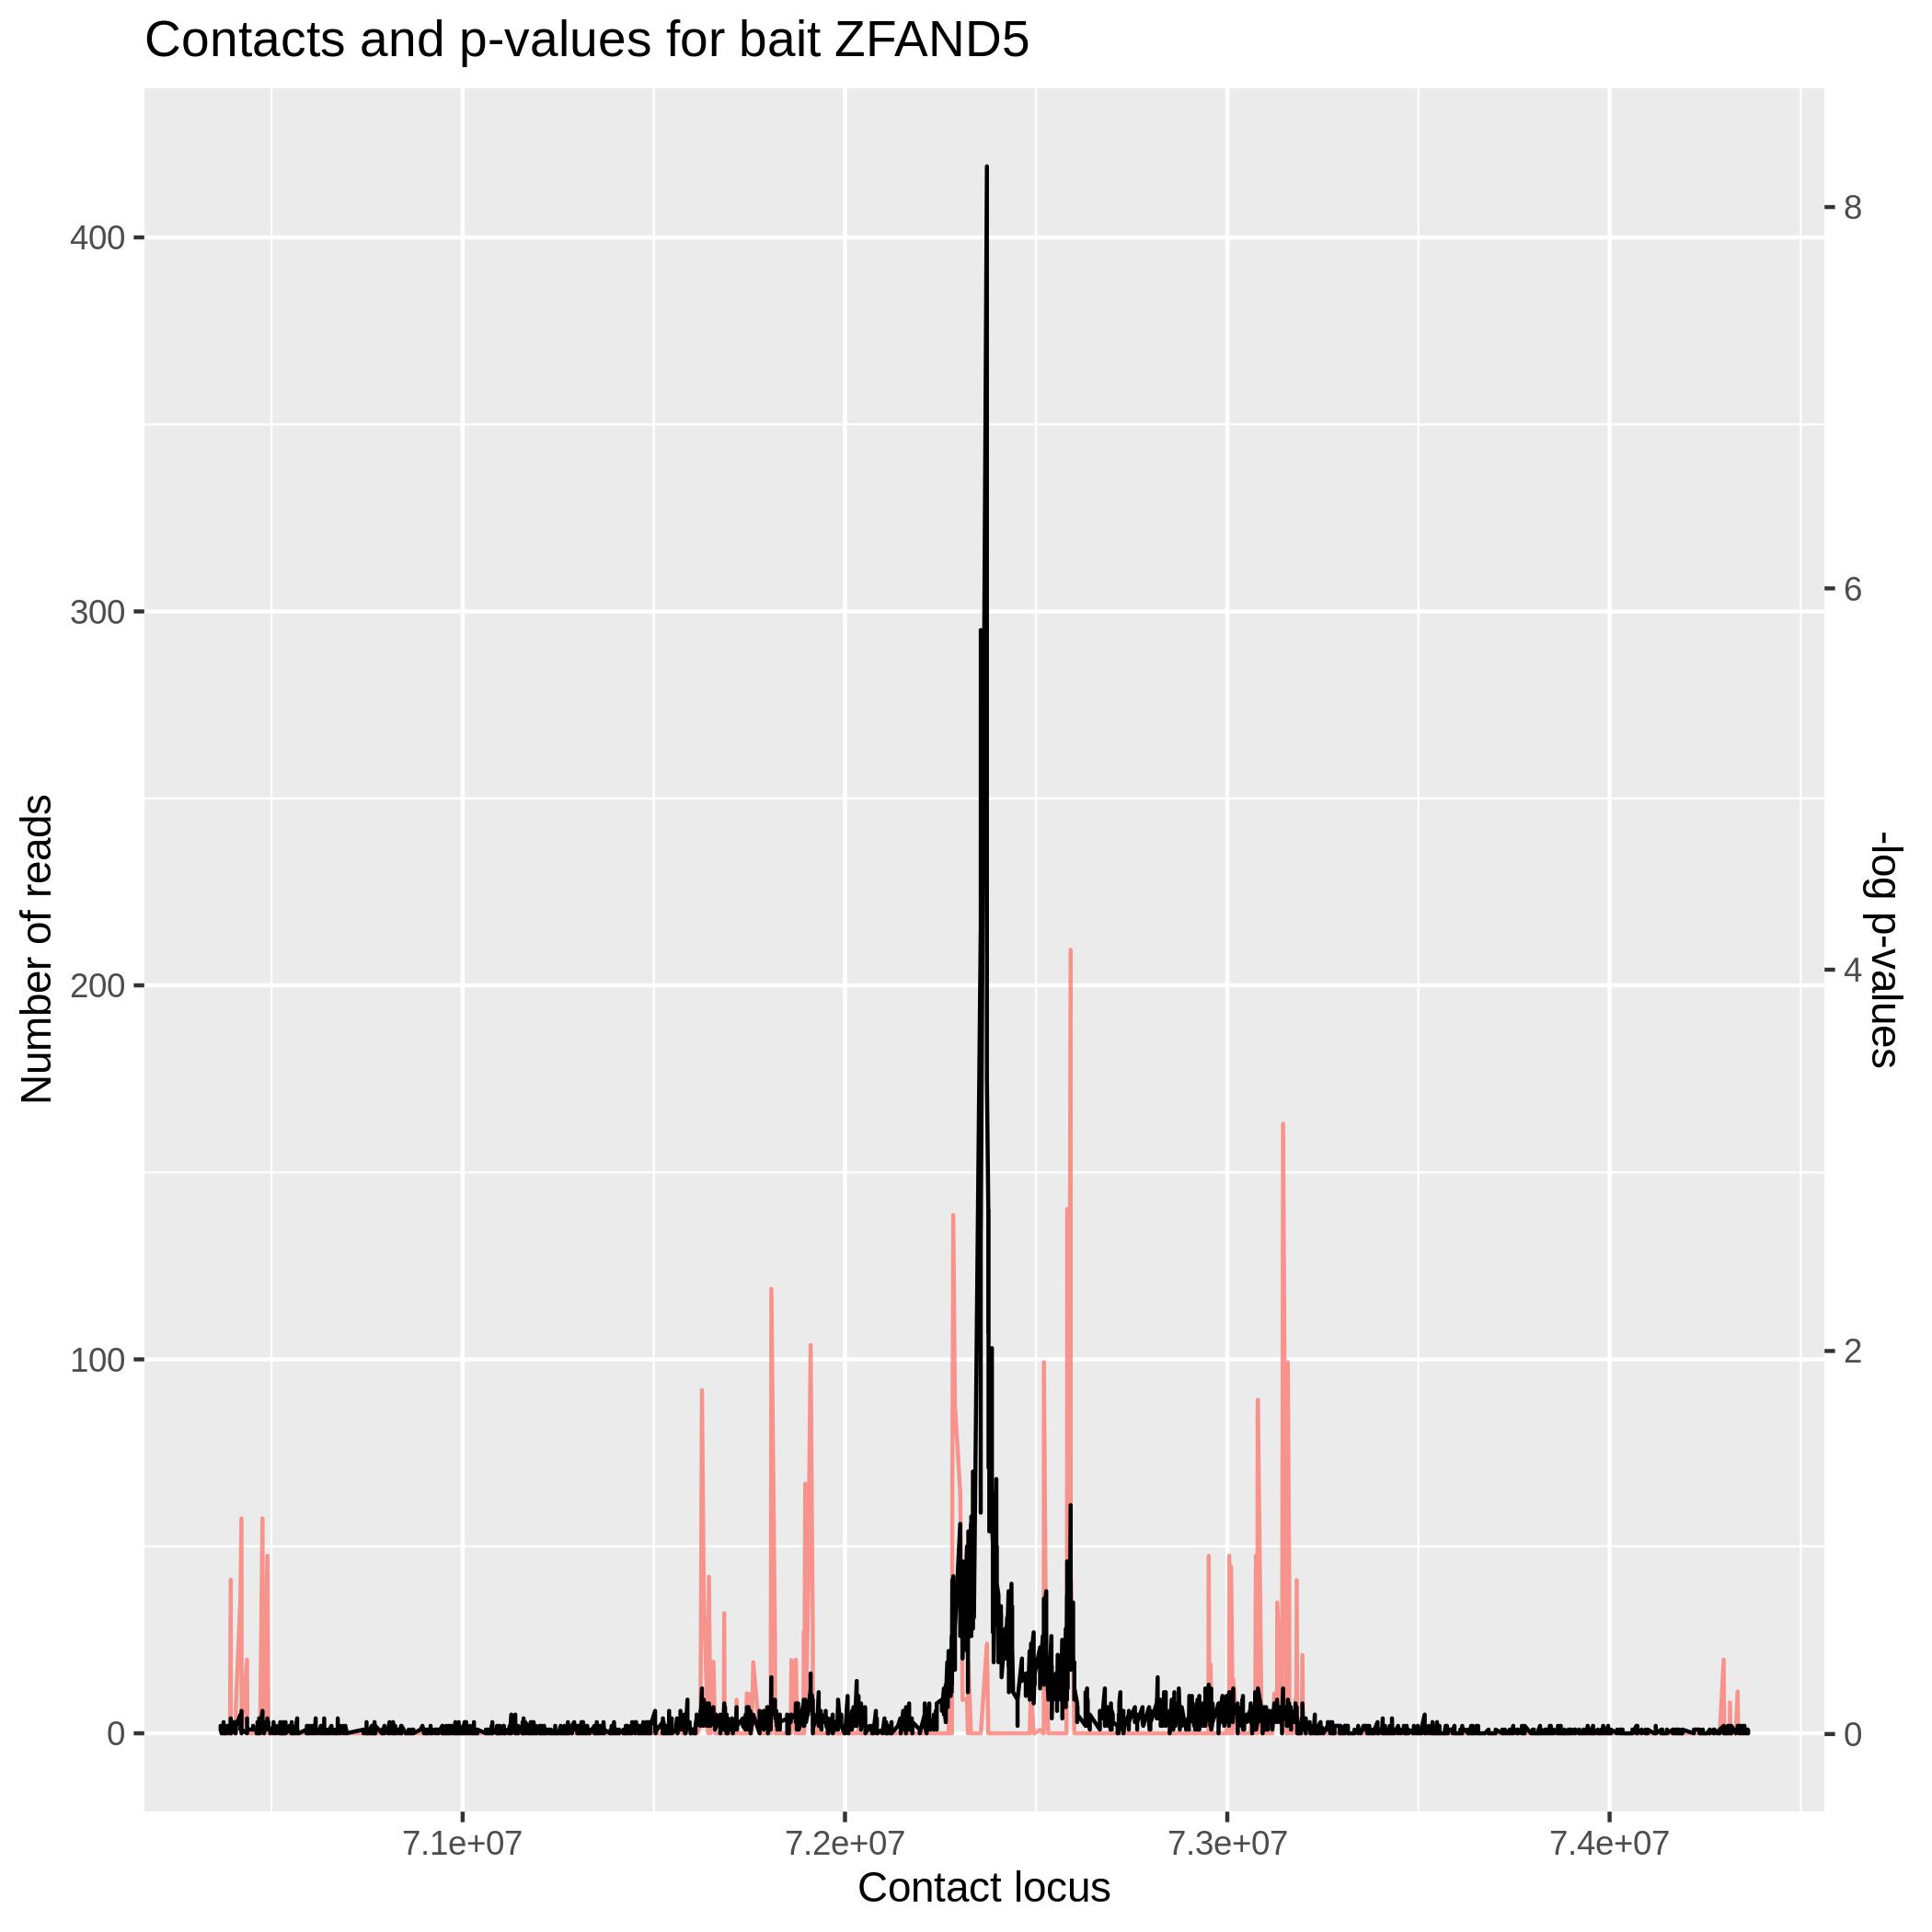 Contacts and p-values for bait ZFAND5
400
300
200
100
0
Number of reads
8
6
4
2
0
-log p-values
7.1e+07
7.2e+07
7.3e+07
7.4e+07
Contact locus